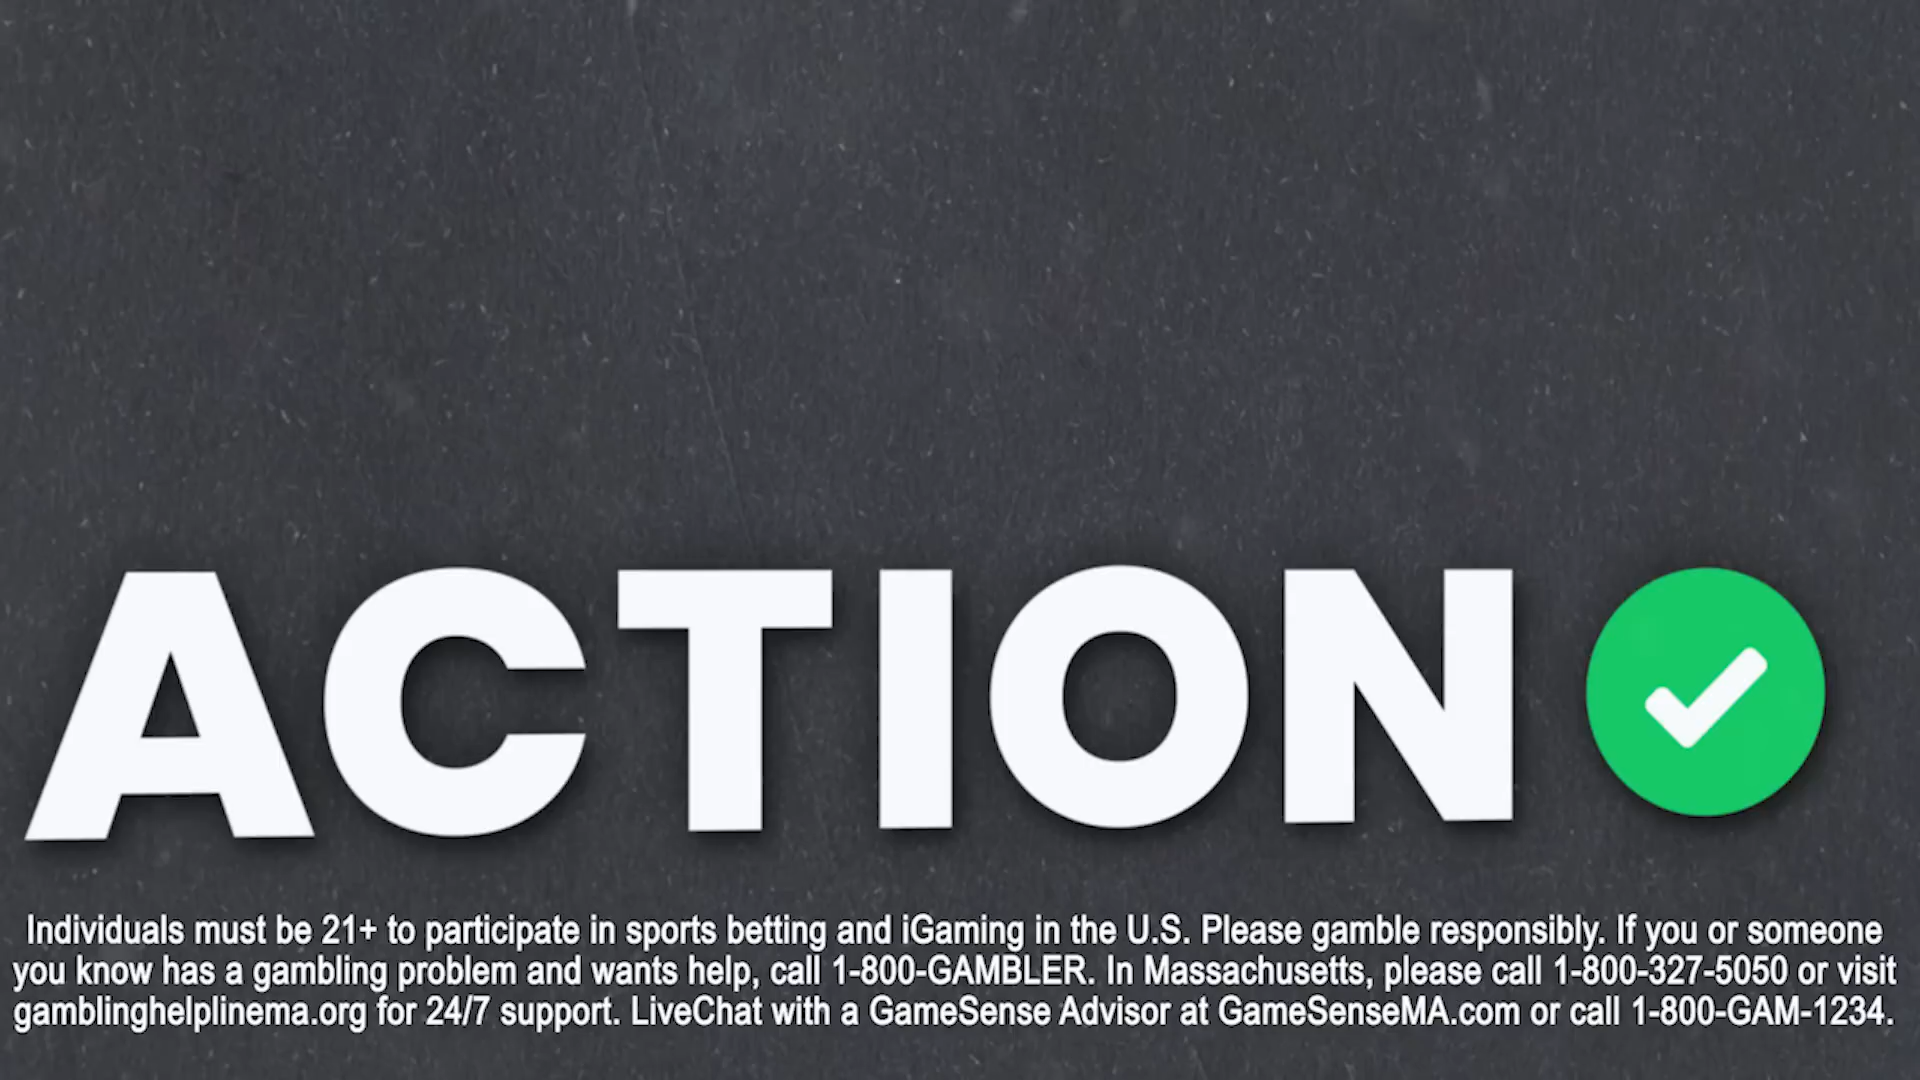 ACTION
Individuals must be 21+ to participate in sports betting and iGaming in the U.S. Please gamble responsibly. If you or someone
you know has a gambling problem and wants help, call 1-800-GAMBLER. In Massachusetts, please call 1-800-327-5050 or visit
gamblinghelplinema.org for 24/7 support. LiveChat with a GameSense Advisor at GameSenseMA.com or call 1-800-GAM-1234.